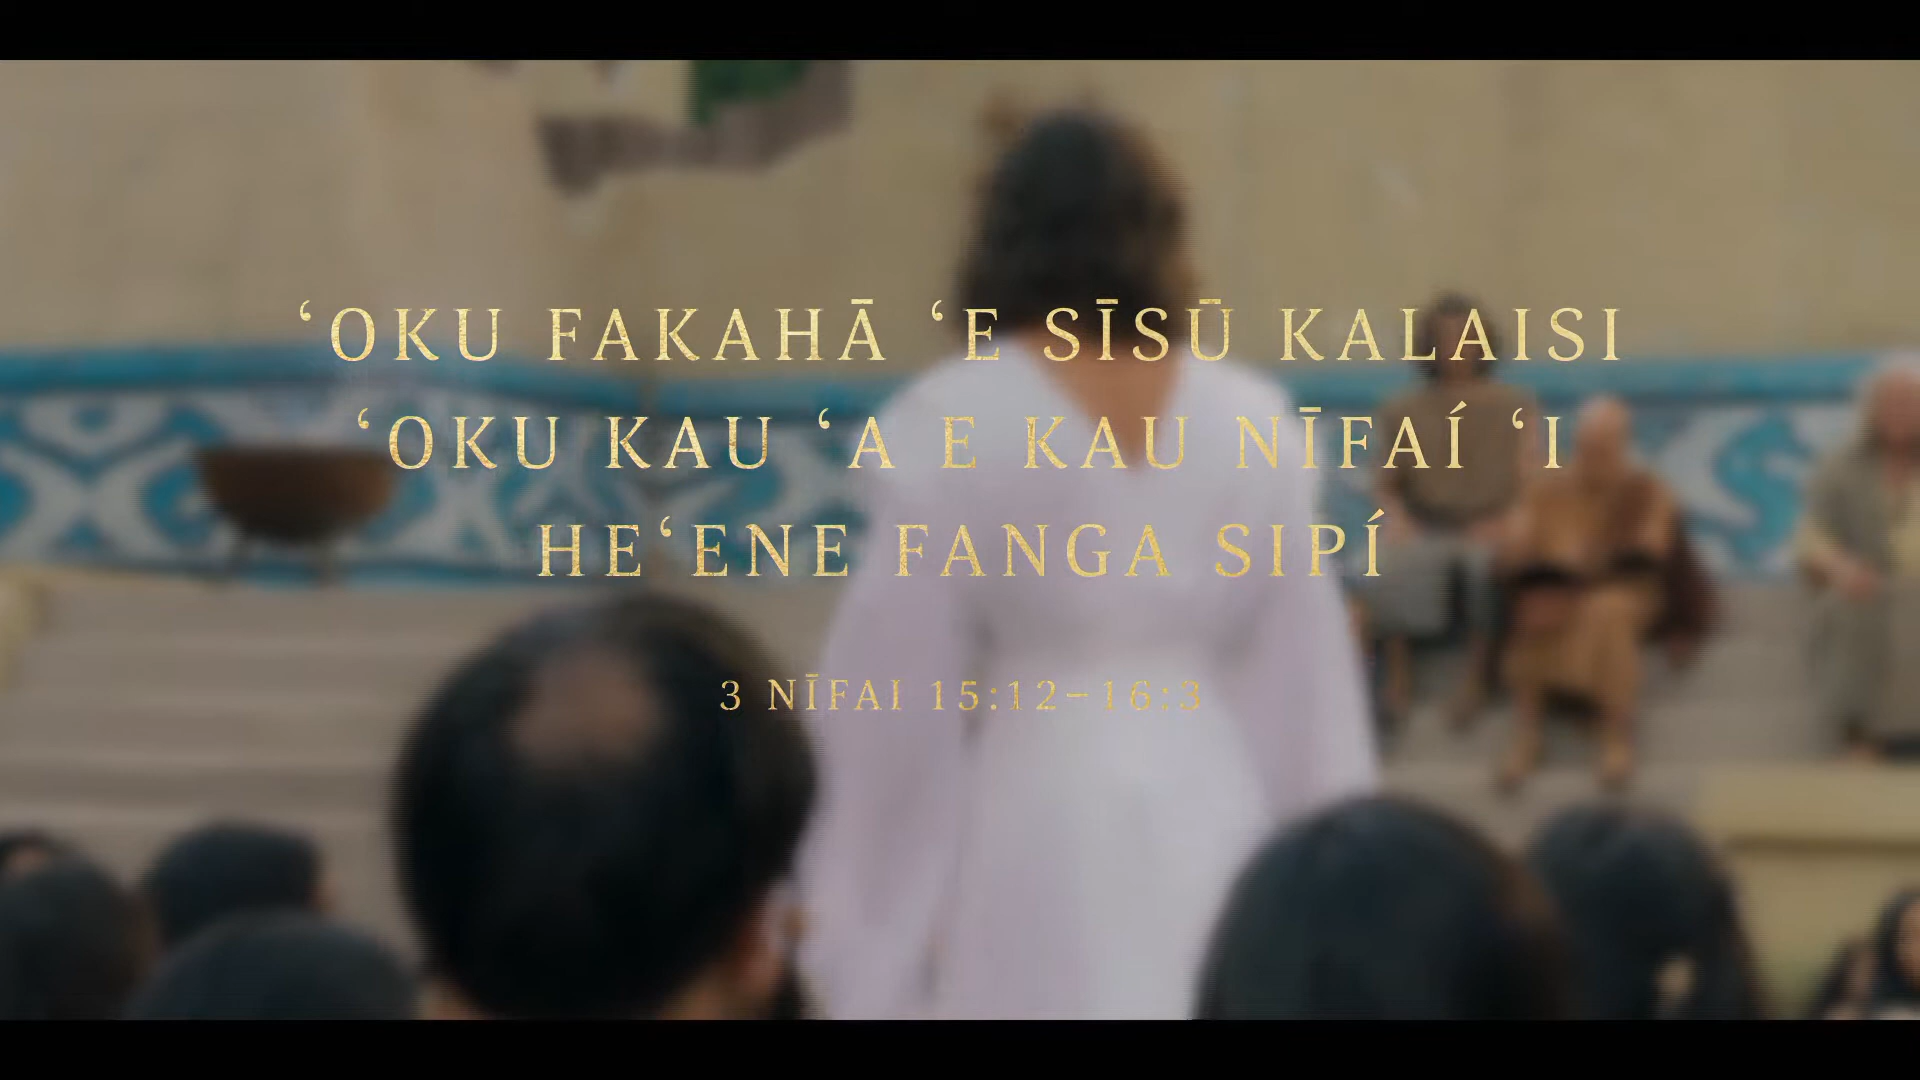 ʻOKU FAKAHĀ ʻE SĪSŪ KALAISI
ʻOKU KAU ʻA E KAU NĪFAÍ ʻI
HEʻENE FANGA SIPÍ
3 NĪFAI 15:12–16:3